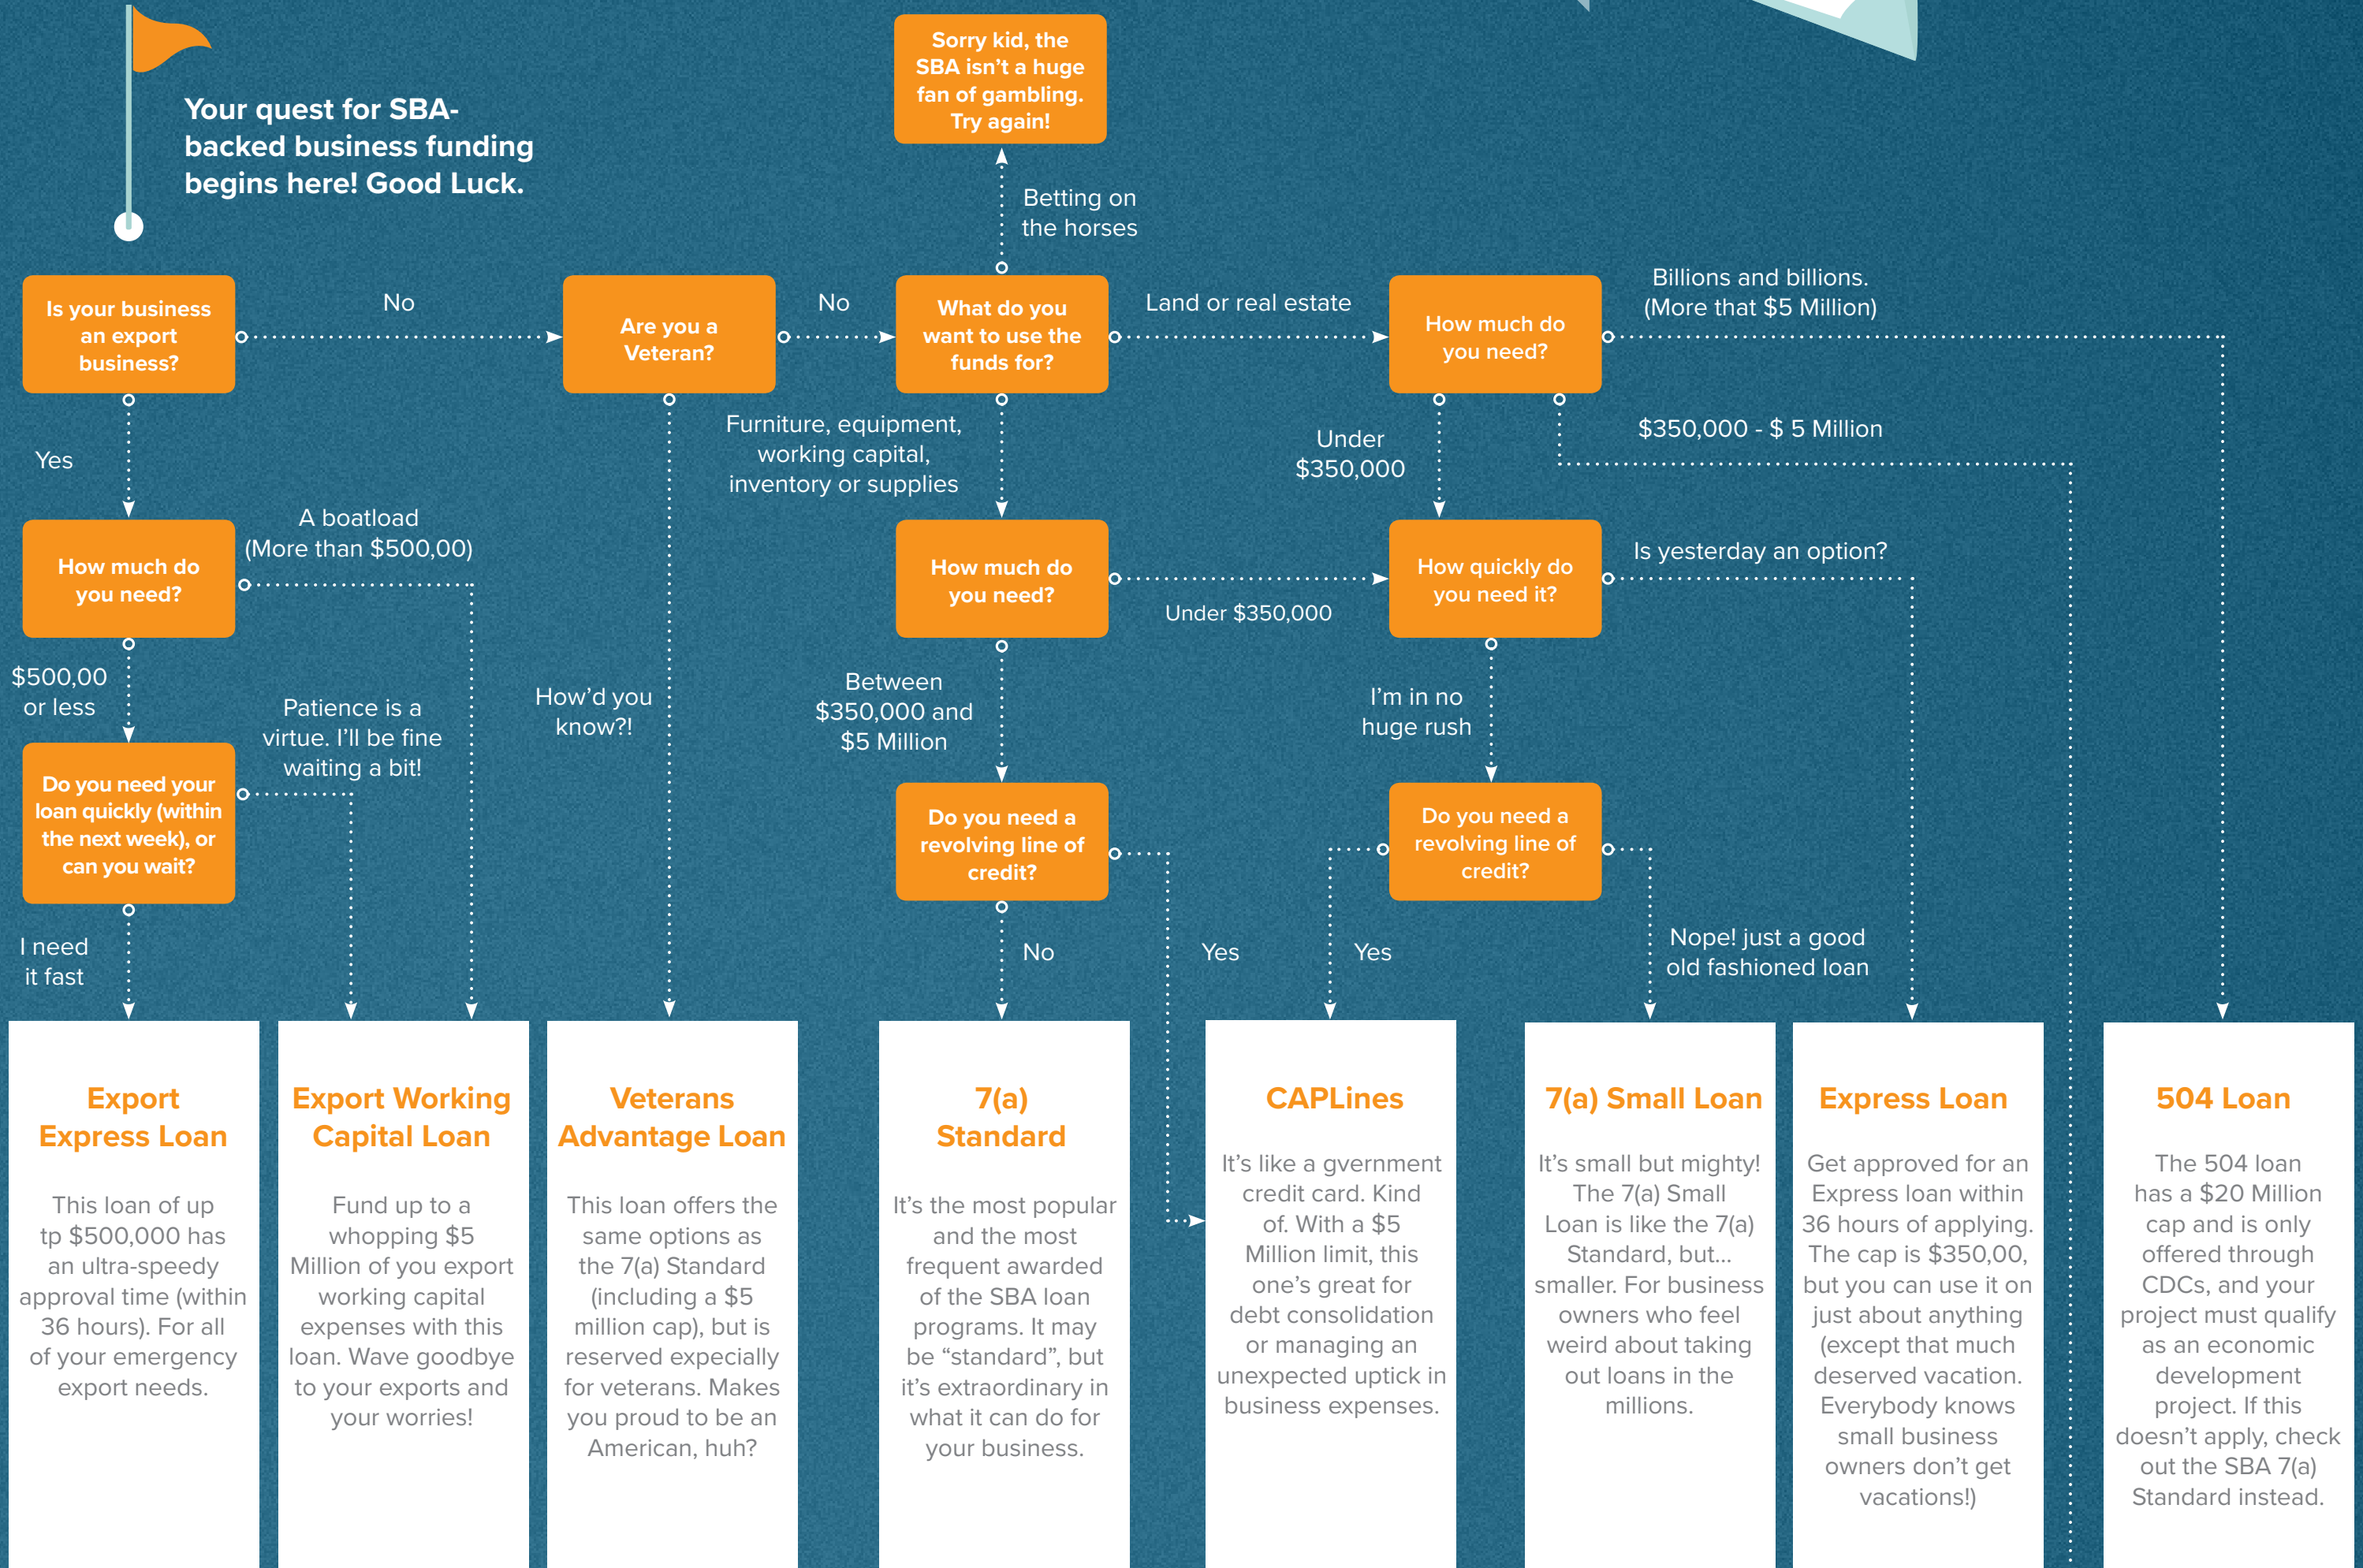 Your quest for SBA-
backed business funding
begins here! Good Luck.
Sorry kid, the
SBA isn’t a huge
fan of gambling.
Try again!
Betting on
the horses
Is your business
an export
business?
No
Are you a
Veteran?
No
What do you
want to use the
funds for?
Land or real estate
How much do
you need?
Billions and billions.
(More that $5 Million)
Yes
Furniture, equipment,
working capital,
inventory or supplies
Under
$350,000
$350,000 - $ 5 Million
How much do
you need?
A boatload
(More than $500,00)
How much do
you need?
Under $350,000
How quickly do
you need it?
Is yesterday an option?
$500,00
or less
Patience is a
virtue. I’ll be fine
waiting a bit!
How’d you
know?!
Between
$350,000 and
$5 Million
I’m in no
huge rush
Do you need your
loan quickly (within
the next week), or
can you wait?
Do you need a
revolving line of
credit?
Do you need a
revolving line of
credit?
I need
it fast
No
Yes
Yes
Nope! just a good
old fashioned loan
Export
Express Loan
This loan of up
tp $500,000 has
an ultra-speedy
approval time (within
36 hours). For all
of your emergency
export needs.
Export Working
Capital Loan
Fund up to a
whopping $5
Million of you export
working capital
expenses with this
loan. Wave goodbye
to your exports and
your worries!
Veterans
Advantage Loan
This loan offers the
same options as
the 7(a) Standard
(including a $5
million cap), but is
reserved expecially
for veterans. Makes
you proud to be an
American, huh?
7(a)
Standard
It’s the most popular
and the most
frequent awarded
of the SBA loan
programs. It may
be “standard”, but
it’s extraordinary in
what it can do for
your business.
CAPLines
It’s like a gvernment
credit card. Kind
of. With a $5
Million limit, this
one’s great for
debt consolidation
or managing an
unexpected uptick in
business expenses.
7(a) Small Loan
It’s small but mighty!
The 7(a) Small
Loan is like the 7(a)
Standard, but...
smaller. For business
owners who feel
weird about taking
out loans in the
millions.
Express Loan
Get approved for an
Express loan within
36 hours of applying.
The cap is $350,00,
but you can use it on
just about anything
(except that much
deserved vacation.
Everybody knows
small business
owners don’t get
vacations!)
504 Loan
The 504 loan
has a $20 Million
cap and is only
offered through
CDCs, and your
project must qualify
as an economic
development
project. If this
doesn’t apply, check
out the SBA 7(a)
Standard instead.